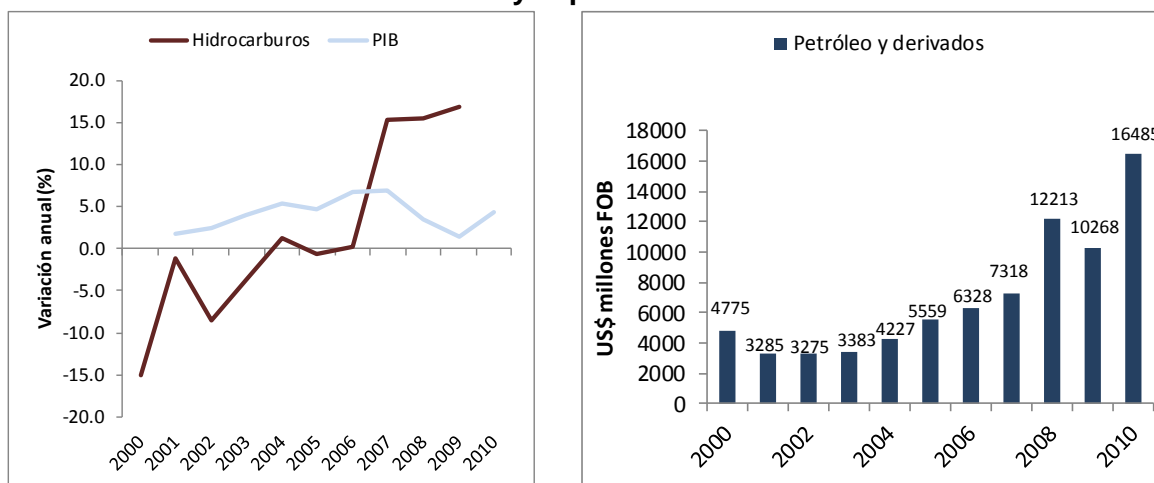 Hidrocarburos PIB
Variación anual(%)
20.0
15.0
10.0
5.0
0.0
-5.0
-10.0
-15.0
-20.0
2000 2001 2002 2003 2004 2005 2006 2007 2008 2009 2010
Petróleo y derivados
US$ millones FOB
18000
16000
14000
12000
10000
8000
6000
4000
2000
0
4775 3285 3275 3383 4227 5559 6328 7318 12213 10268 16485
2000 2002 2004 2006 2008 2010